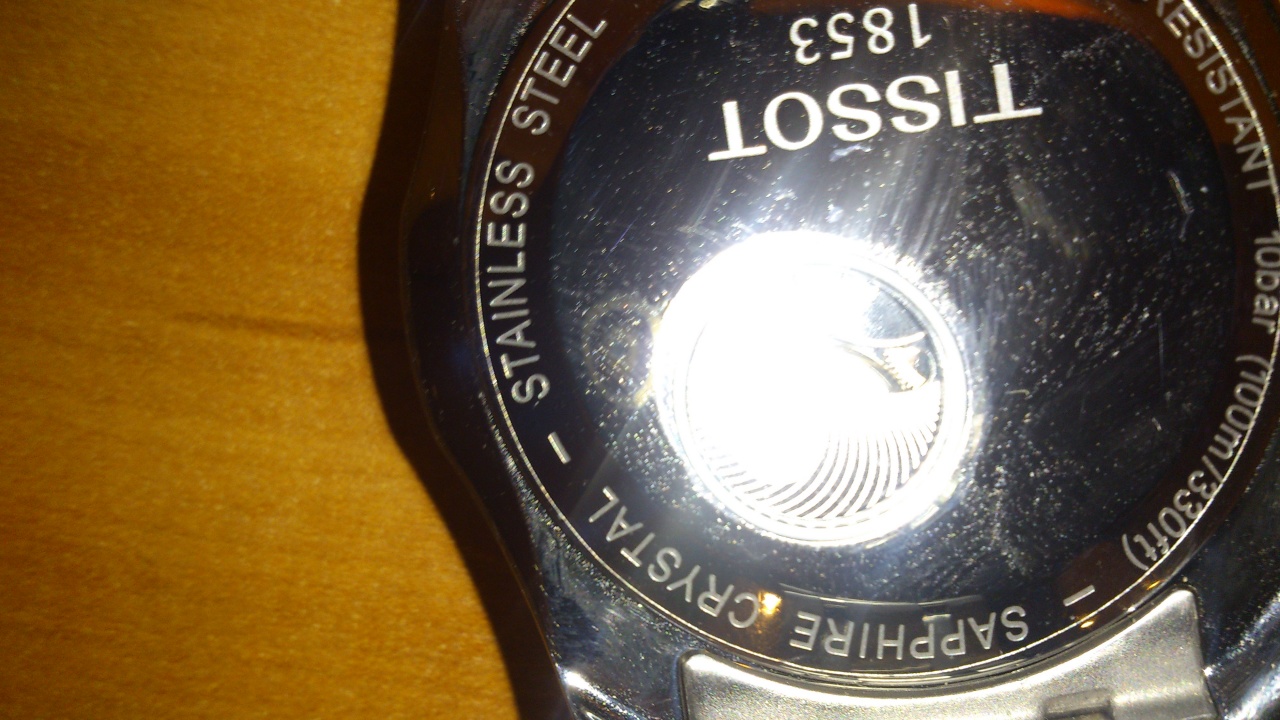 TISSOT
1853
STAINLESS STEEL – SAPPHIRE CRYSTAL –
RESISTANT 10bar (100m/330ft)